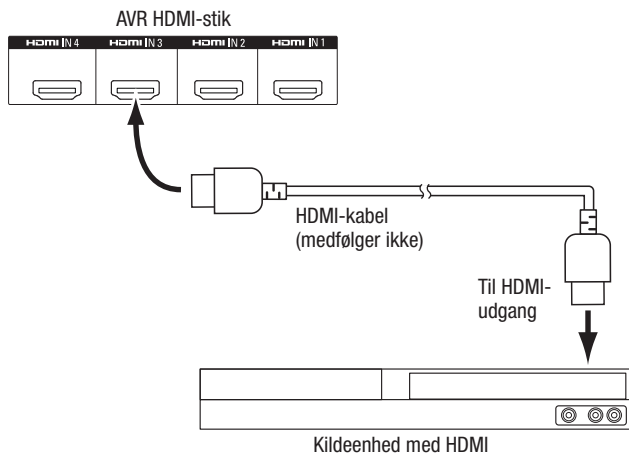 AVR HDMI-stik
HDMI IN 4 HDMI IN 3 HDMI IN 2 HDMI IN 1
HDMI-kabel
(medfølger ikke)
Til HDMI-
udgang
Kildeenhed med HDMI